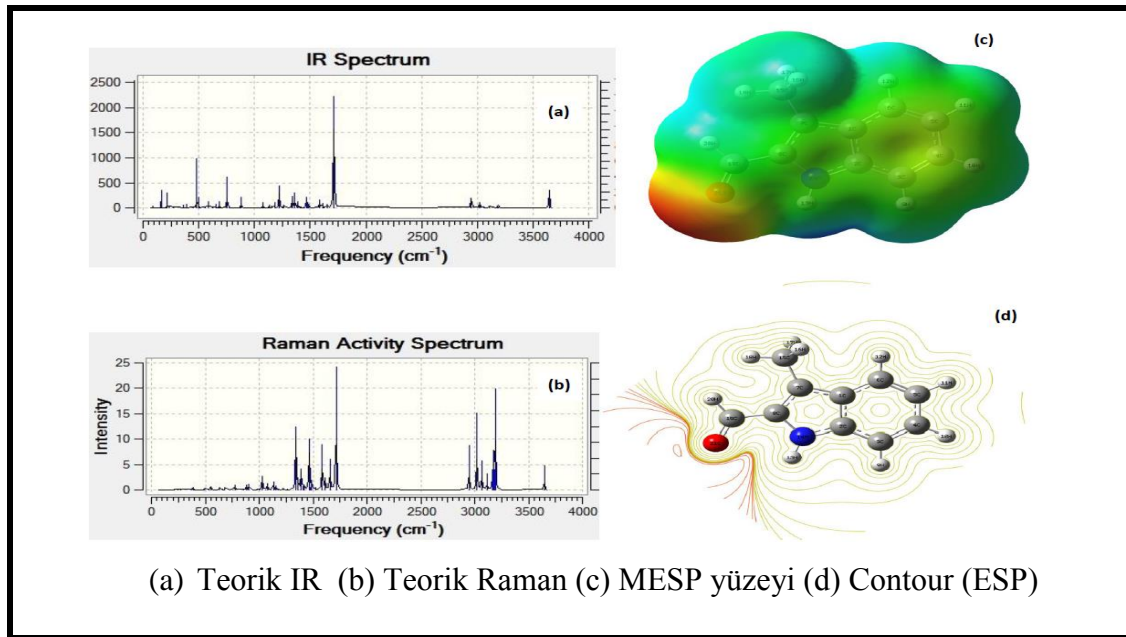 IR Spectrum
(a)
2500
2000
1500
1000
500
0
0 500 1000 1500 2000 2500 3000 3500 4000
Frequency (cm⁻¹)
(c)
Raman Activity Spectrum
(b)
Intensity
25
20
15
10
5
0
0 500 1000 1500 2000 2500 3000 3500 4000
Frequency (cm⁻¹)
(d)
(a) Teorik IR (b) Teorik Raman (c) MESP yüzeyi (d) Contour (ESP)